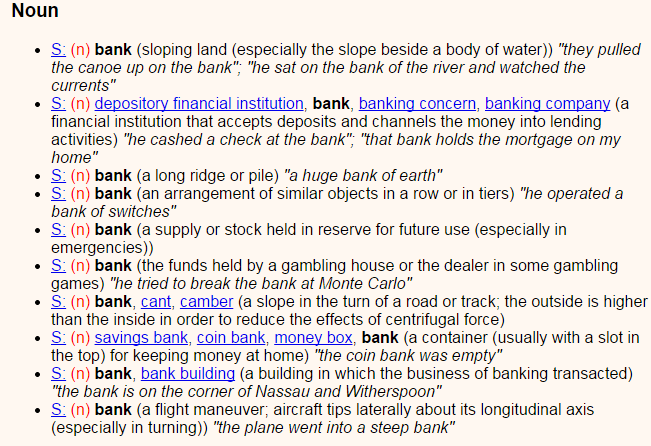 Noun
• S: (n) bank (sloping land (especially the slope beside a body of water)) "they pulled
the canoe up on the bank"; "he sat on the bank of the river and watched the
currents"
• S: (n) depository financial institution, bank, banking concern, banking company (a
financial institution that accepts deposits and channels the money into lending
activities) "he cashed a check at the bank"; "that bank holds the mortgage on my
home"
• S: (n) bank (a long ridge or pile) "a huge bank of earth"
• S: (n) bank (an arrangement of similar objects in a row or in tiers) "he operated a
bank of switches"
• S: (n) bank (a supply or stock held in reserve for future use (especially in
emergencies))
• S: (n) bank (the funds held by a gambling house or the dealer in some gambling
games) "he tried to break the bank at Monte Carlo"
• S: (n) bank, cant, camber (a slope in the turn of a road or track; the outside is higher
than the inside in order to reduce the effects of centrifugal force)
• S: (n) savings bank, coin bank, money box, bank (a container (usually with a slot in
the top) for keeping money at home) "the coin bank was empty"
• S: (n) bank, bank building (a building in which the business of banking transacted)
"the bank is on the corner of Nassau and Witherspoon"
• S: (n) bank (a flight maneuver; aircraft tips laterally about its longitudinal axis
(especially in turning)) "the plane went into a steep bank"